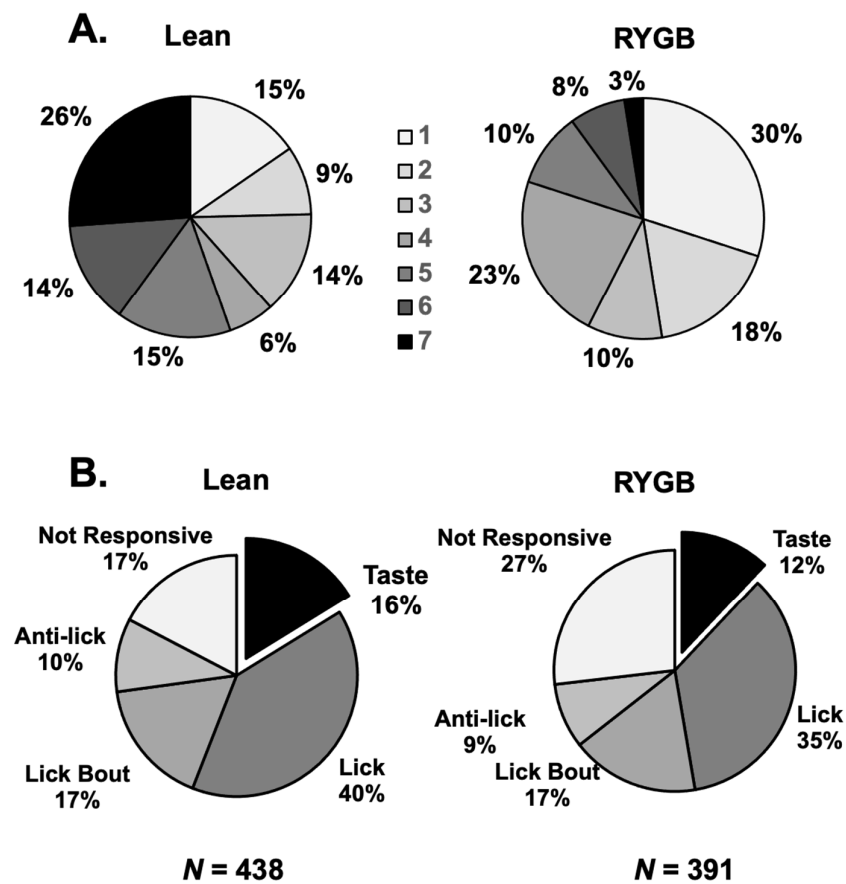 A.
Lean
RYGB
15%
9%
14%
6%
15%
14%
26%
1
2
3
4
5
6
7
30%
18%
10%
23%
10%
8%
3%
B.
Lean
RYGB
Not Responsive
17%
Taste
16%
Anti-lick
10%
Lick Bout
17%
Lick
40%
N = 438
Not Responsive
27%
Taste
12%
Anti-lick
9%
Lick Bout
17%
Lick
35%
N = 391